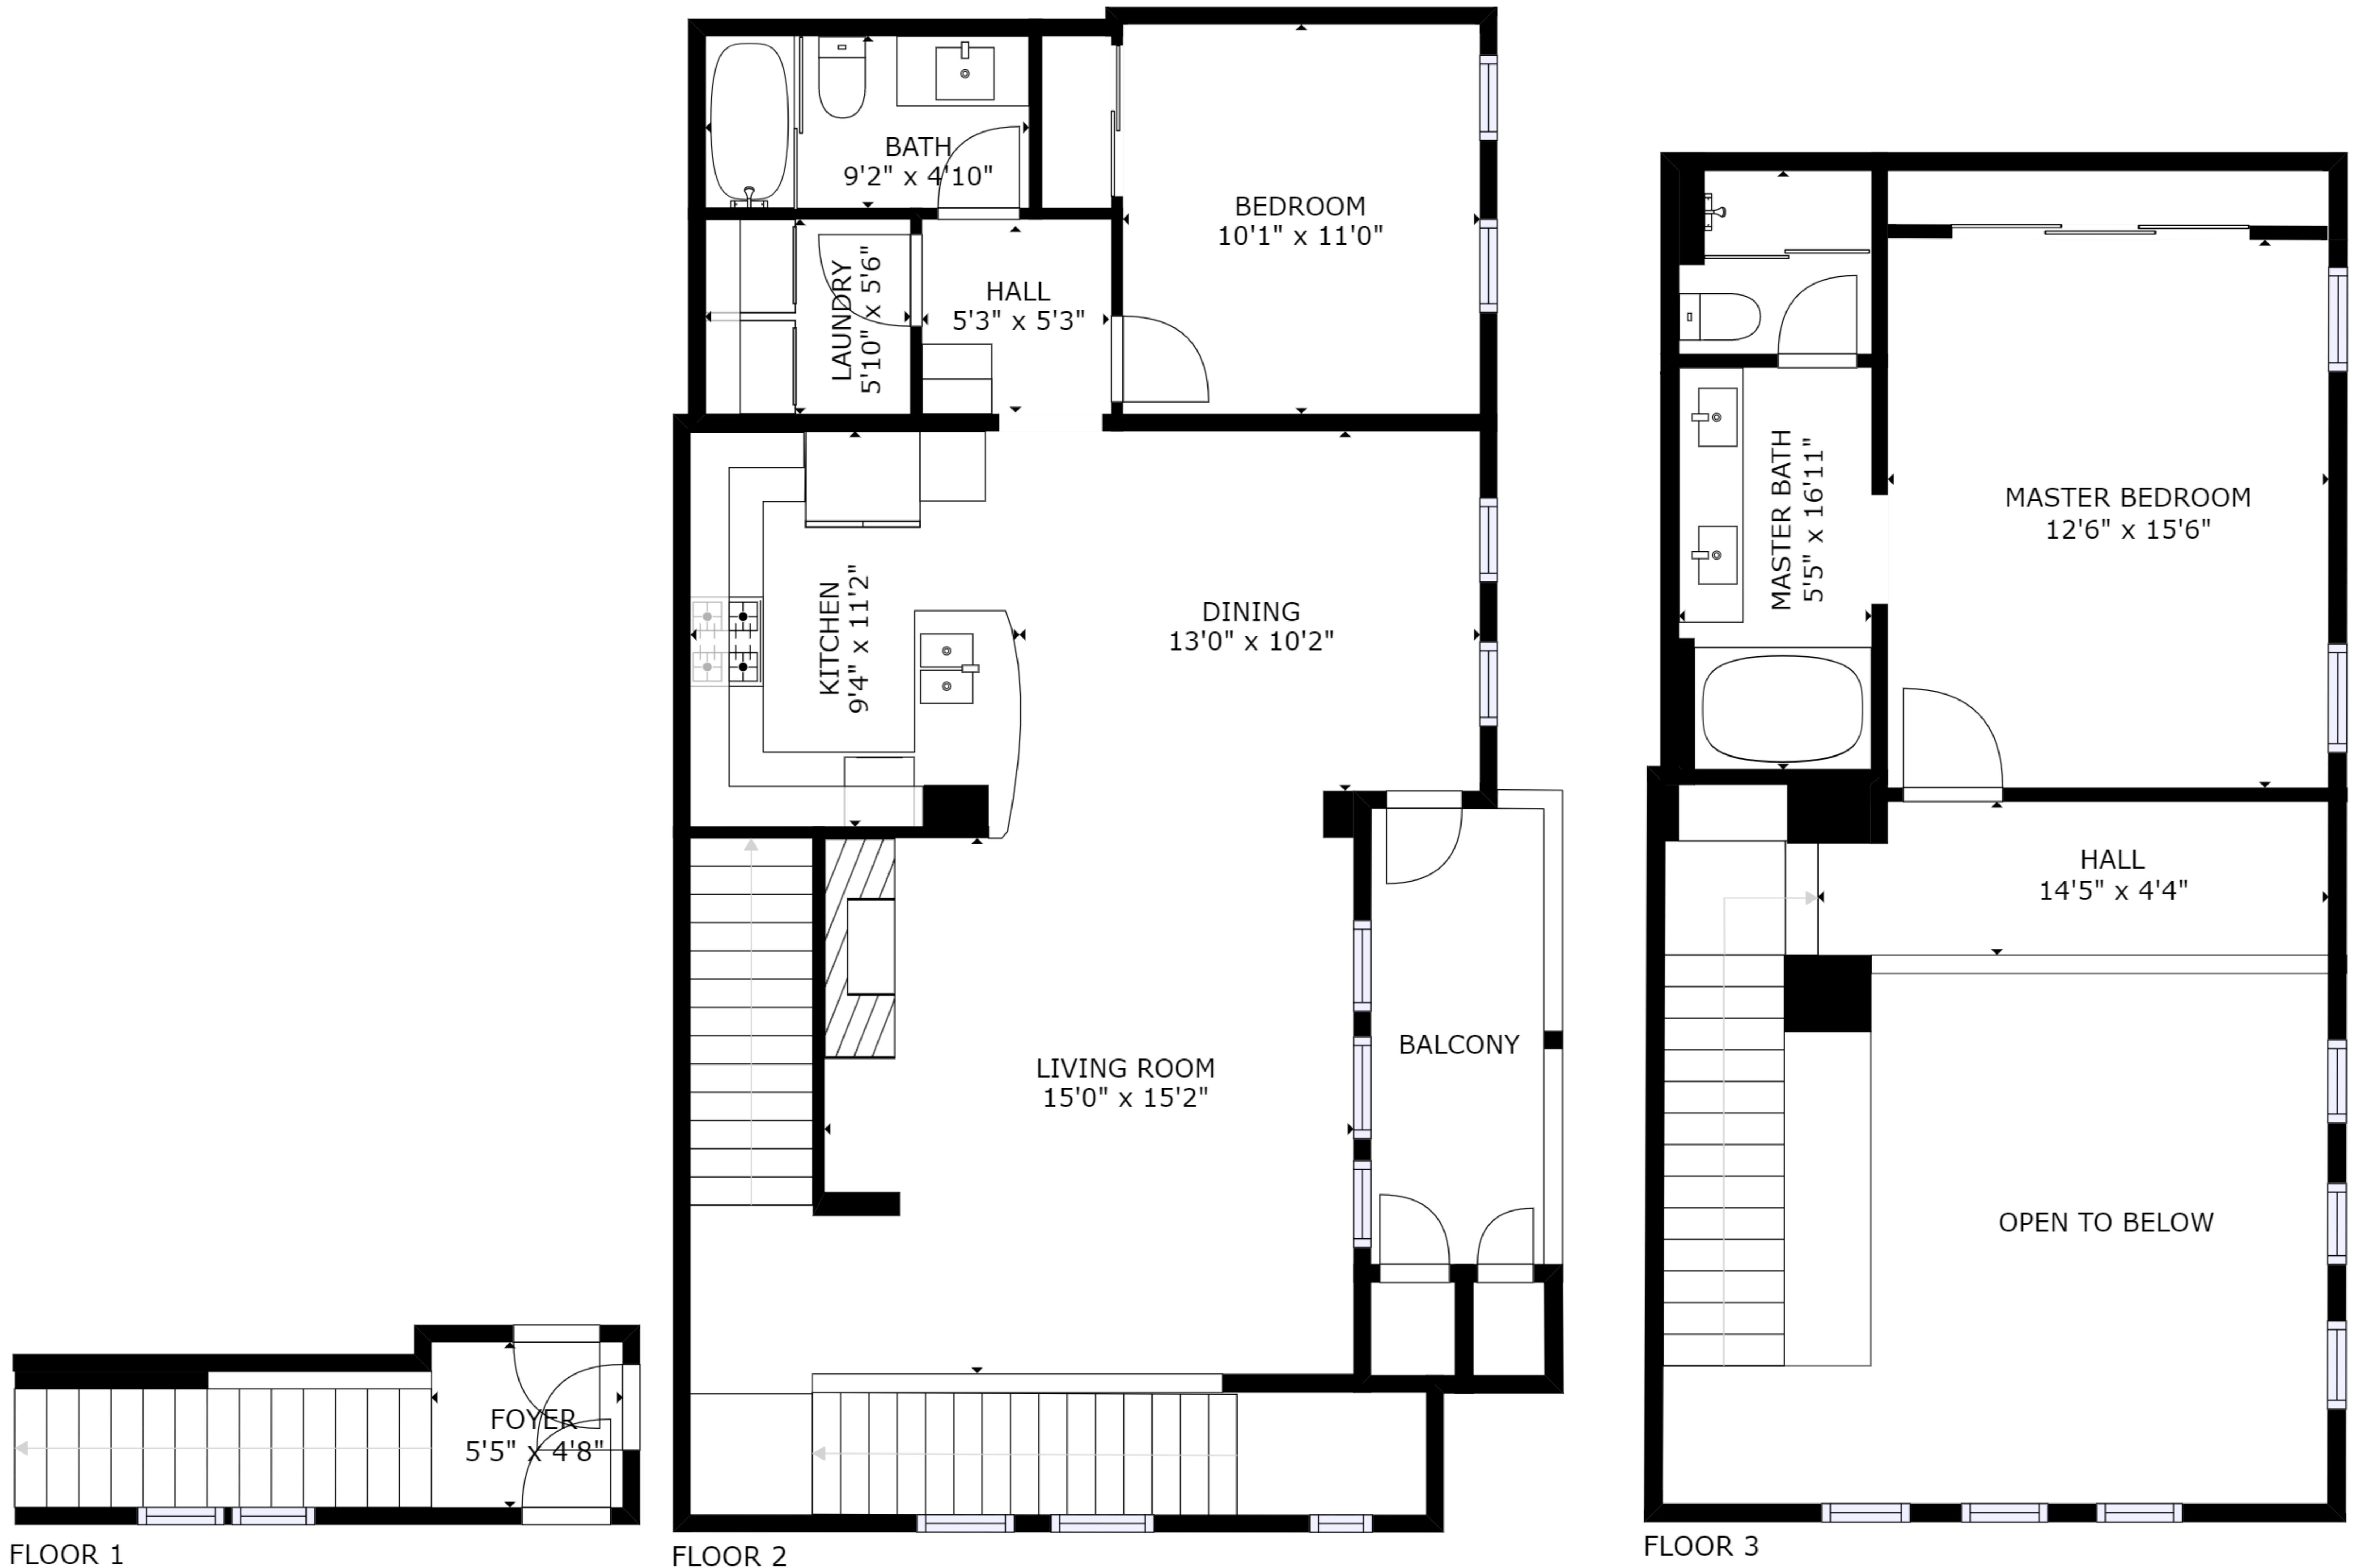 FOYER
5'5" x 4'8"
FLOOR 1
BATH
9'2" x 4'10"
BEDROOM
10'1" x 11'0"
LAUNDRY
5'10" x 5'6"
HALL
5'3" x 5'3"
KITCHEN
9'4" x 11'2"
DINING
13'0" x 10'2"
LIVING ROOM
15'0" x 15'2"
BALCONY
FLOOR 2
MASTER BATH
5'5" x 16'11"
MASTER BEDROOM
12'6" x 15'6"
HALL
14'5" x 4'4"
OPEN TO BELOW
FLOOR 3